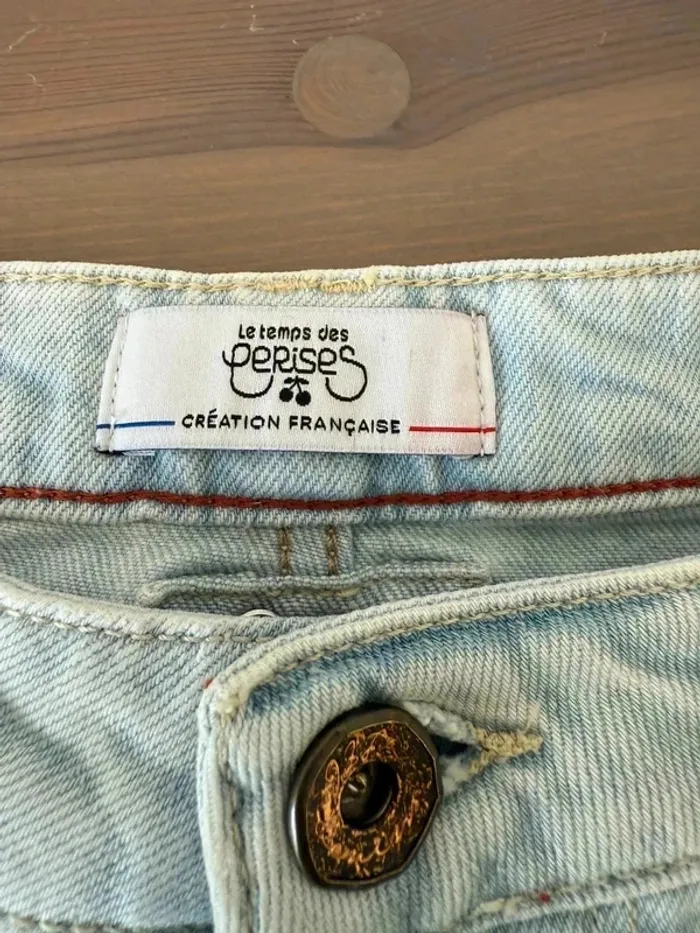 Le temps des
CERISES
CRÉATION FRANÇAISE